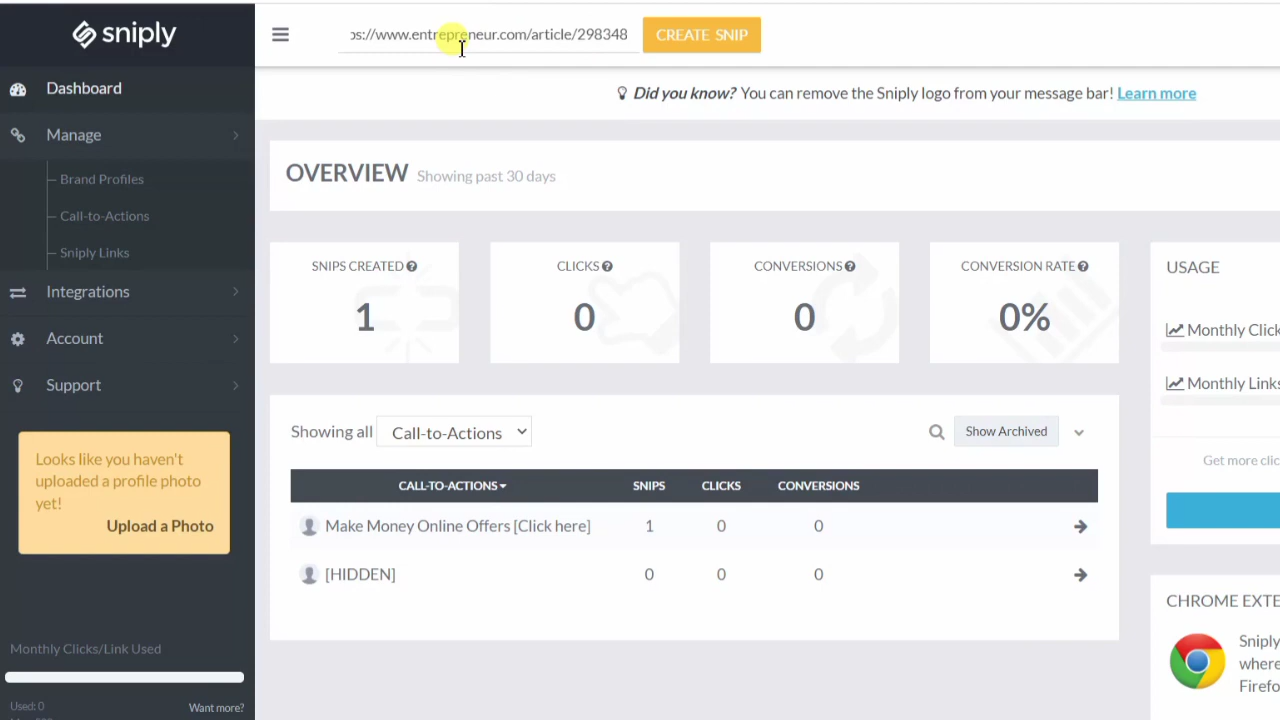 sniply
ps://www.entrepreneur.com/article/298348
CREATE SNIP
Dashboard
Did you know? You can remove the Sniply logo from your message bar! Learn more
Manage
Brand Profiles
Call-to-Actions
Sniply Links
Integrations
Account
Support
Looks like you haven't
uploaded a profile photo
yet!
Upload a Photo
Monthly Clicks/Link Used
Used: 0
Want more?
OVERVIEW Showing past 30 days
SNIPS CREATED
1
CLICKS
0
CONVERSIONS
0
CONVERSION RATE
0%
USAGE
Monthly Click
Monthly Links
Get more clic
Showing all Call-to-Actions
Show Archived
CALL-TO-ACTIONS SNIPS CLICKS CONVERSIONS
Make Money Online Offers [Click here] 1 0 0
[HIDDEN] 0 0 0
CHROME EXTE
Sniply
where
Firefo